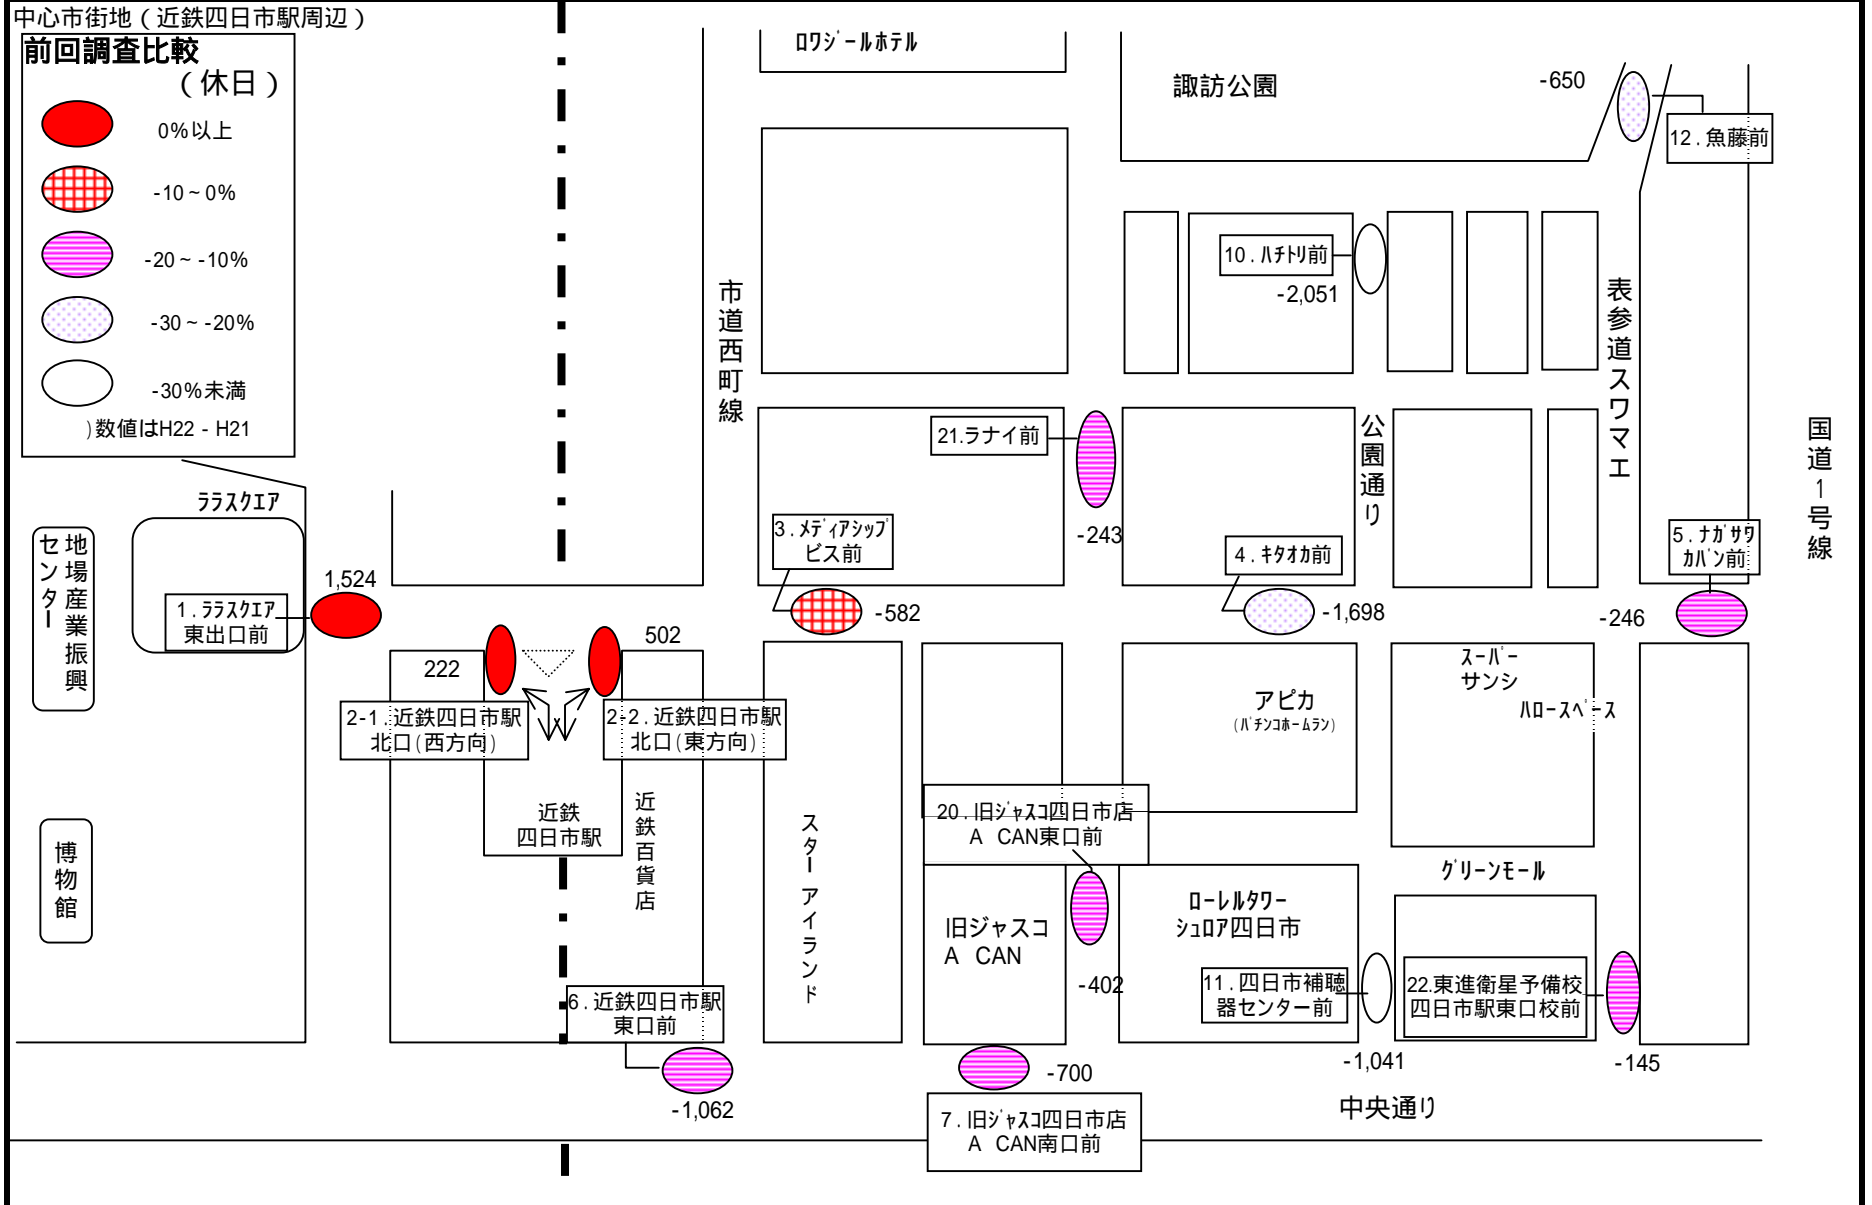 中心市街地（近鉄四日市駅周辺）
前回調査比較
（休日）
0%以上
-10～0%
-20～-10%
-30～-20%
-30%未満
)数値はH22 - H21
ﾛﾜｼﾞｰﾙﾎﾃﾙ
諏訪公園
-650
12．魚藤前
10．ﾊﾁﾄﾘ前
-2,051
市道西町線
表参道スワマエ
公園通り
国道1号線
21.ラナイ前
-243
ﾗﾗｽｸｴｱ
地場産業振興
センター
1．ﾗﾗｽｸｴｱ
東出口前
1,524
3．ﾒﾃﾞｨｱｼｯﾌﾟ
ビス前
-582
4．ｷﾀｵｶ前
-1,698
5．ﾅｶﾞｻﾜ
ｶﾊﾞﾝ前
-246
222
502
2-1．近鉄四日市駅
北口(西方向)
2-2．近鉄四日市駅
北口(東方向)
アピカ
(ﾊﾟﾁﾝｺﾎｰﾑﾗﾝ)
ｽｰﾊﾟｰ
サンシ
ﾊﾛｰｽﾍﾟｰｽ
近鉄
四日市駅
近鉄百貨店
スターアイランド
20．旧ｼﾞｬｽｺ四日市店
A CAN東口前
博物館
ｸﾞﾘｰﾝﾓｰﾙ
旧ジャスコ
A CAN
-402
ﾛｰﾚﾙﾀﾜｰ
ｼｭﾛｱ四日市
11．四日市補聴
器センター前
-1,041
22.東進衛星予備校
四日市駅東口校前
-145
6．近鉄四日市駅
東口前
-1,062
-700
7．旧ｼﾞｬｽｺ四日市店
A CAN南口前
中央通り